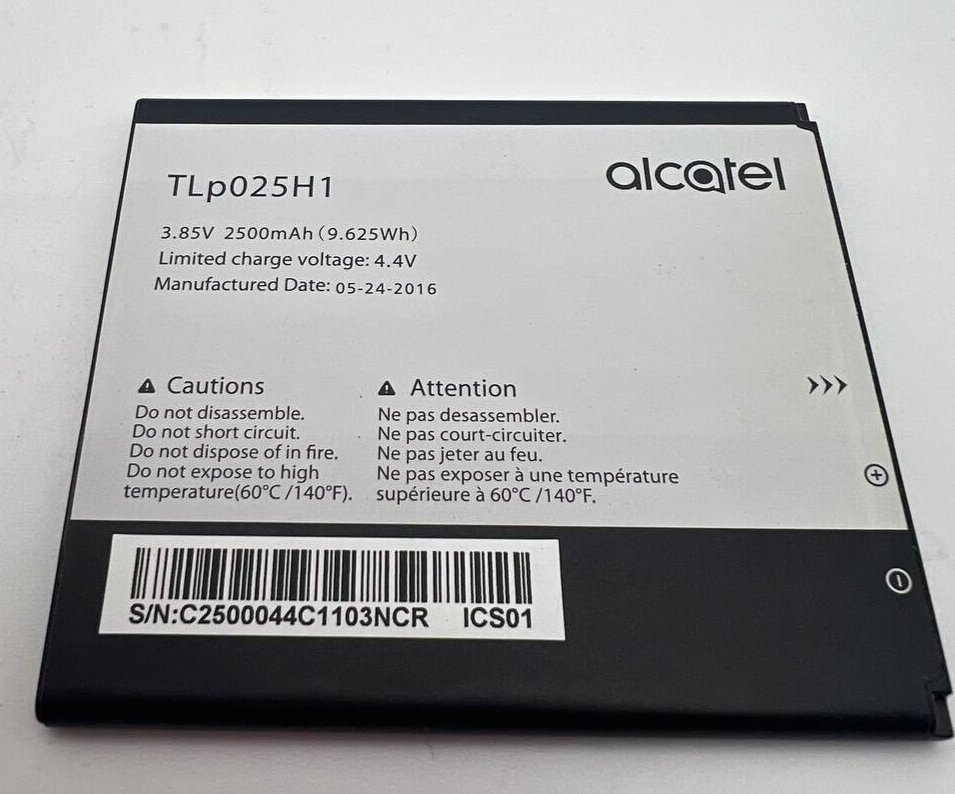 TLp025H1
alcatel
3.85V 2500mAh (9.625Wh)
Limited charge voltage: 4.4V
Manufactured Date: 05-24-2016
Cautions
Do not disassemble.
Do not short circuit.
Do not dispose of in fire.
Do not expose to high
temperature(60°C /140°F).
Attention
Ne pas desassembler.
Ne pas court-circuiter.
Ne pas jeter au feu.
Ne pas exposer à une température
supérieure à 60°C /140°F.
S/N:C2500044C1103NCR ICS01